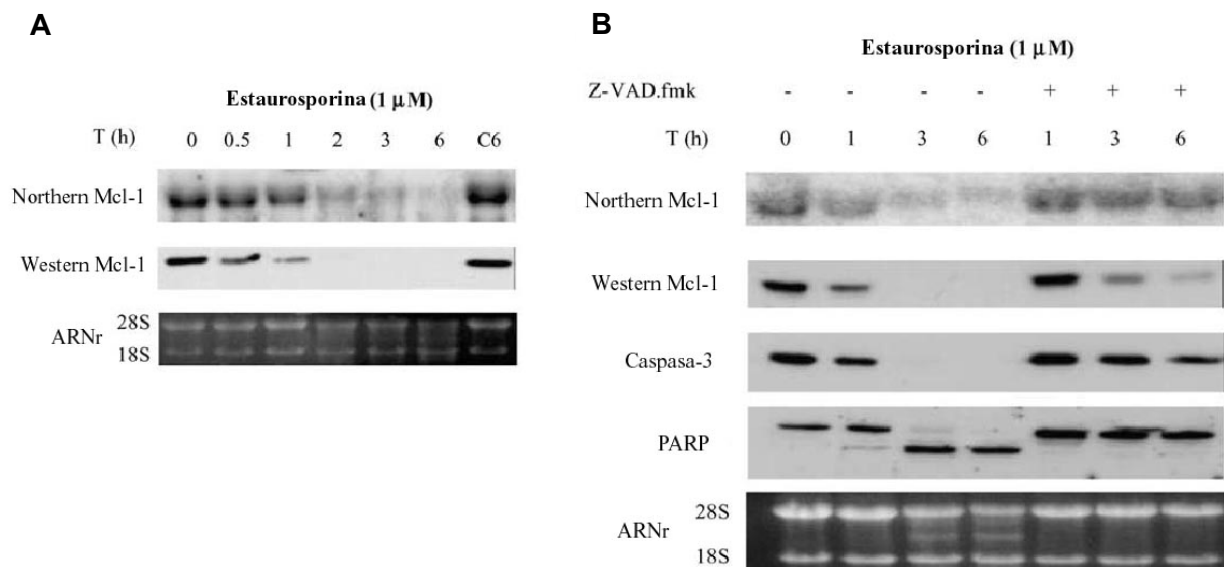 A
Estaurosporina (1 µM)
T (h) 0 0.5 1 2 3 6 C6
Northern Mcl-1
Western Mcl-1
ARNr
28S
18S
B
Estaurosporina (1 µM)
Z-VAD.fmk - - - - + + +
T (h) 0 1 3 6 1 3 6
Northern Mcl-1
Western Mcl-1
Caspasa-3
PARP
ARNr
28S
18S